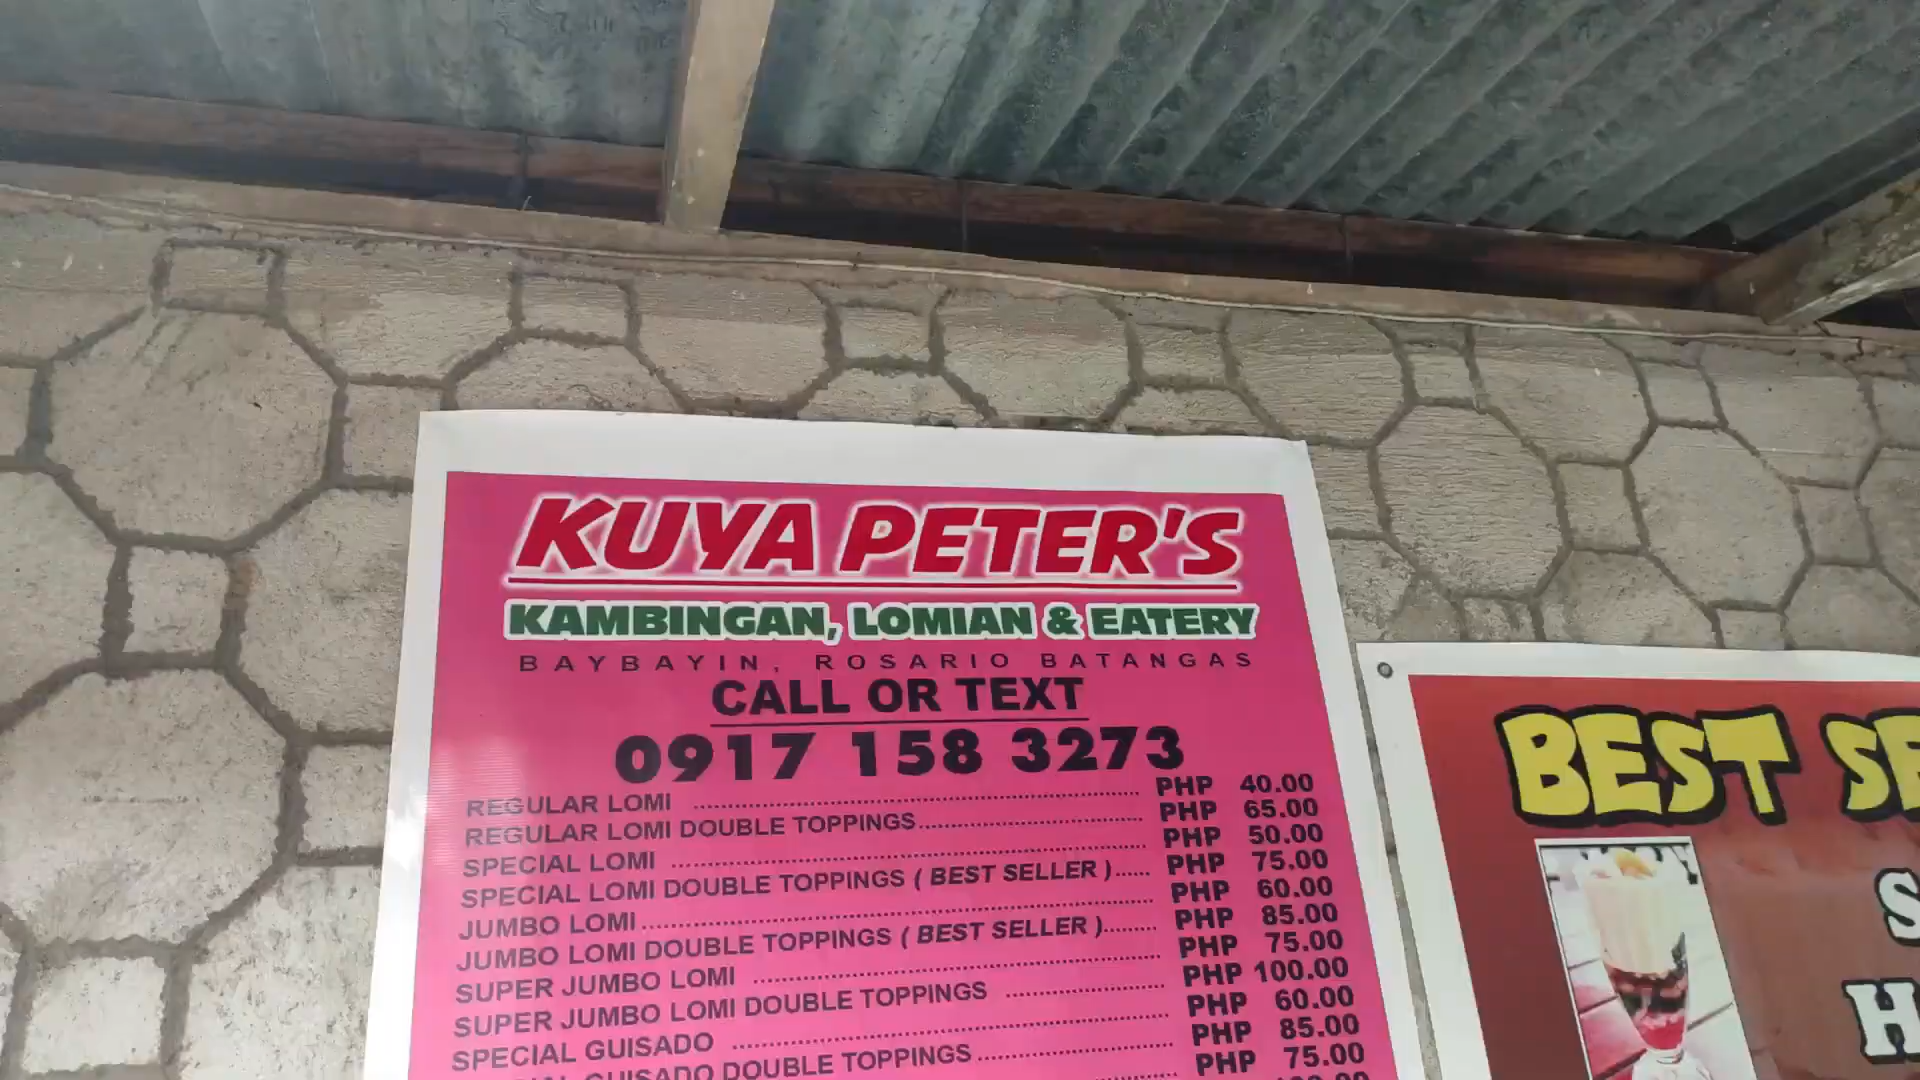 KUYA PETER'S
KAMBINGAN, LOMIAN & EATERY
BAYBAYIN, ROSARIO BATANGAS
CALL OR TEXT
0917 158 3273
REGULAR LOMI ........ PHP 40.00
REGULAR LOMI DOUBLE TOPPINGS ........ PHP 65.00
SPECIAL LOMI ........ PHP 50.00
SPECIAL LOMI DOUBLE TOPPINGS ( BEST SELLER ) ...... PHP 75.00
JUMBO LOMI ........ PHP 60.00
JUMBO LOMI DOUBLE TOPPINGS ( BEST SELLER ) ........ PHP 85.00
SUPER JUMBO LOMI ........ PHP 75.00
SUPER JUMBO LOMI DOUBLE TOPPINGS ........ PHP 100.00
SPECIAL GUISADO ........ PHP 60.00
GUISADO DOUBLE TOPPINGS ........ PHP 85.00
PHP 75.00
BEST SE
S
H